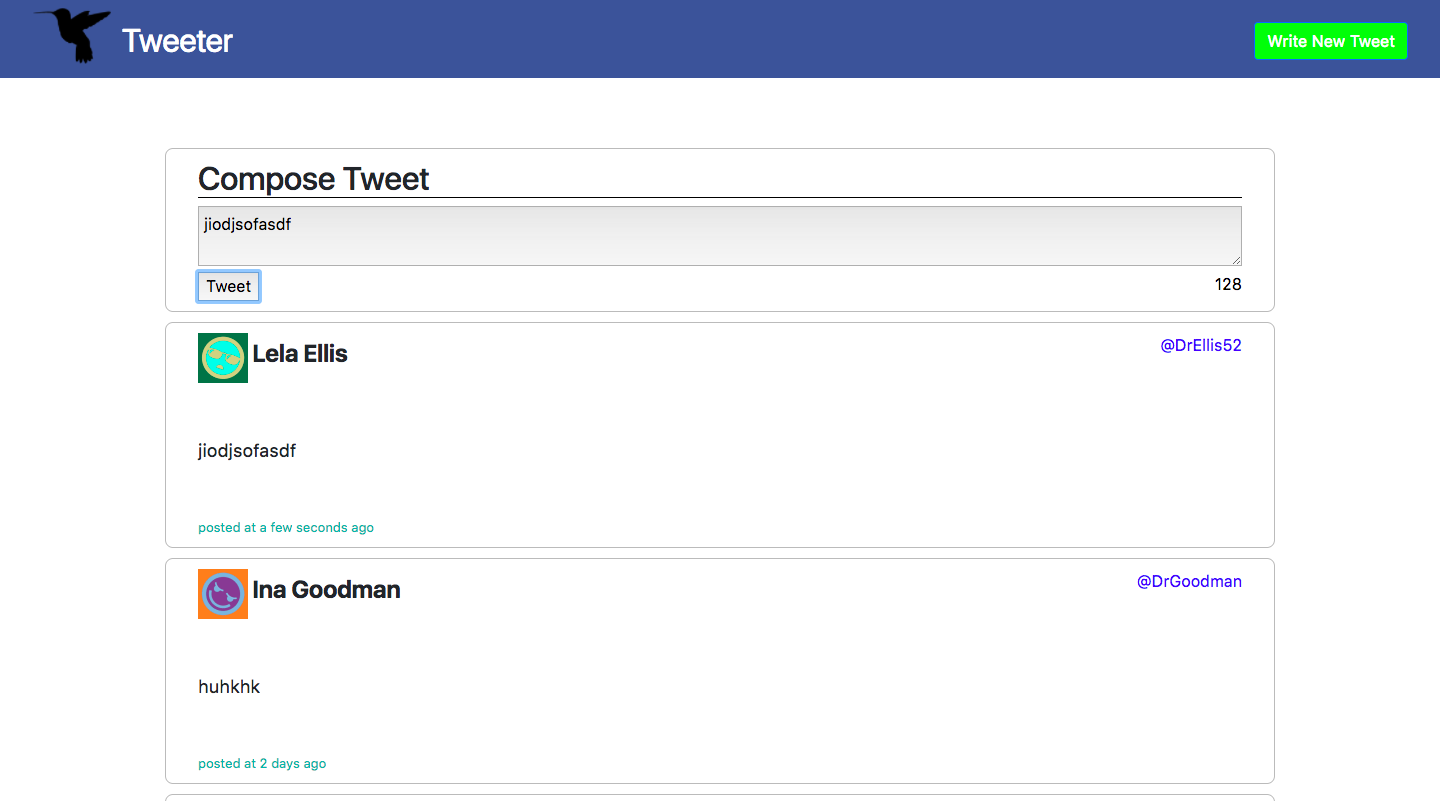 Tweeter
Write New Tweet
Compose Tweet
jiodjsofasdf
Tweet
128
Lela Ellis
@DrEllis52
jiodjsofasdf
posted at a few seconds ago
Ina Goodman
@DrGoodman
huhkhk
posted at 2 days ago